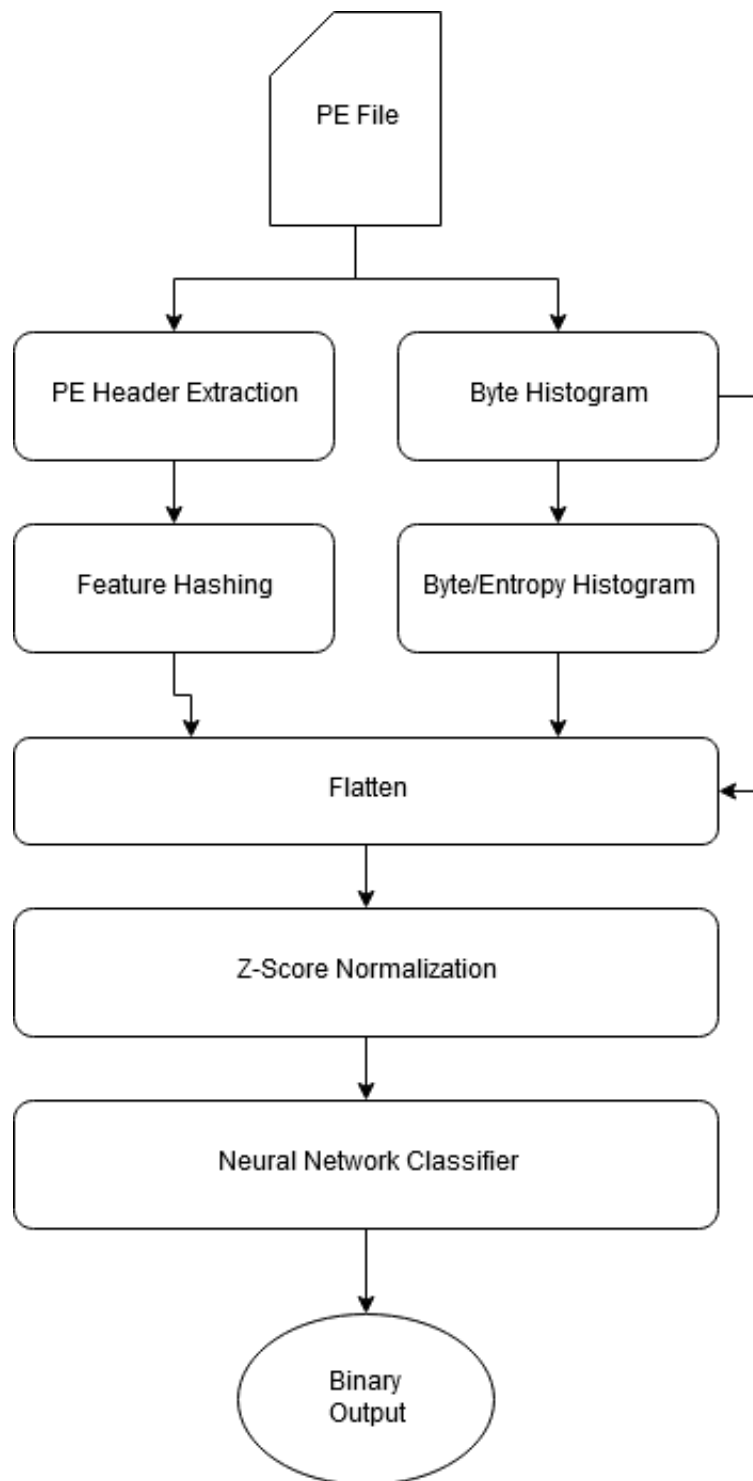 PE File
PE Header Extraction
Byte Histogram
Feature Hashing
Byte/Entropy Histogram
Flatten
Z-Score Normalization
Neural Network Classifier
Binary
Output